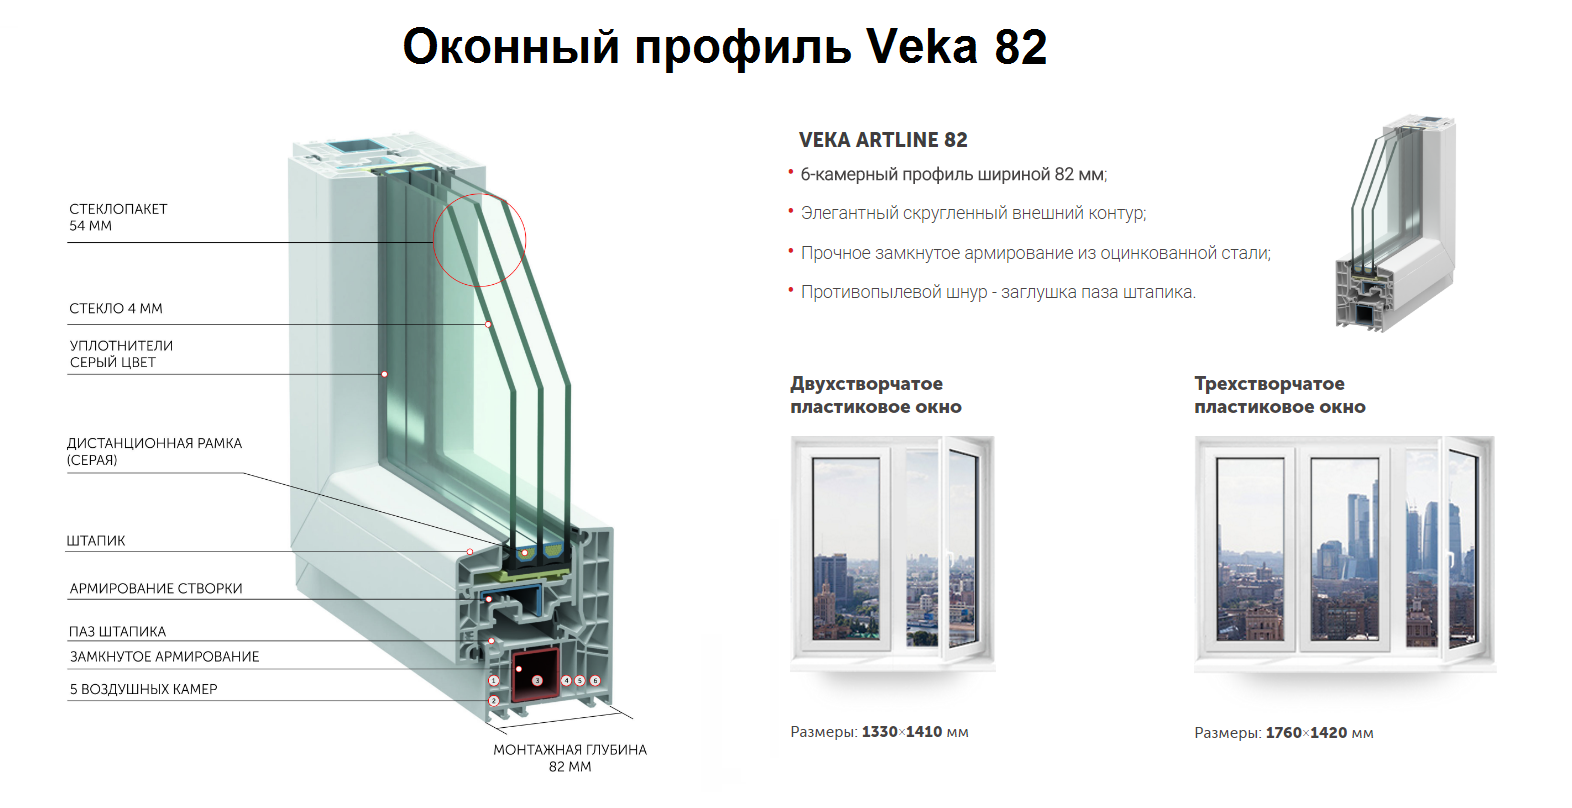 Оконный профиль Veka 82
СТЕКЛОПАКЕТ
54 ММ
СТЕКЛО 4 ММ
УПЛОТНИТЕЛИ
СЕРЫЙ ЦВЕТ
ДИСТАНЦИОННАЯ РАМКА
(СЕРАЯ)
ШТАПИК
АРМИРОВАНИЕ СТВОРКИ
ПАЗ ШТАПИКА
ЗАМКНУТОЕ АРМИРОВАНИЕ
5 ВОЗДУШНЫХ КАМЕР
1 3 4 5 6
2
МОНТАЖНАЯ ГЛУБИНА
82 ММ
VEKA ARTLINE 82
• 6-камерный профиль шириной 82 мм;
• Элегантный скругленный внешний контур;
• Прочное замкнутое армирование из оцинкованной стали;
• Противопылевой шнур - заглушка паза штапика.
Двухстворчатое
пластиковое окно
Размеры: 1330×1410 мм
Трехстворчатое
пластиковое окно
Размеры: 1760×1420 мм